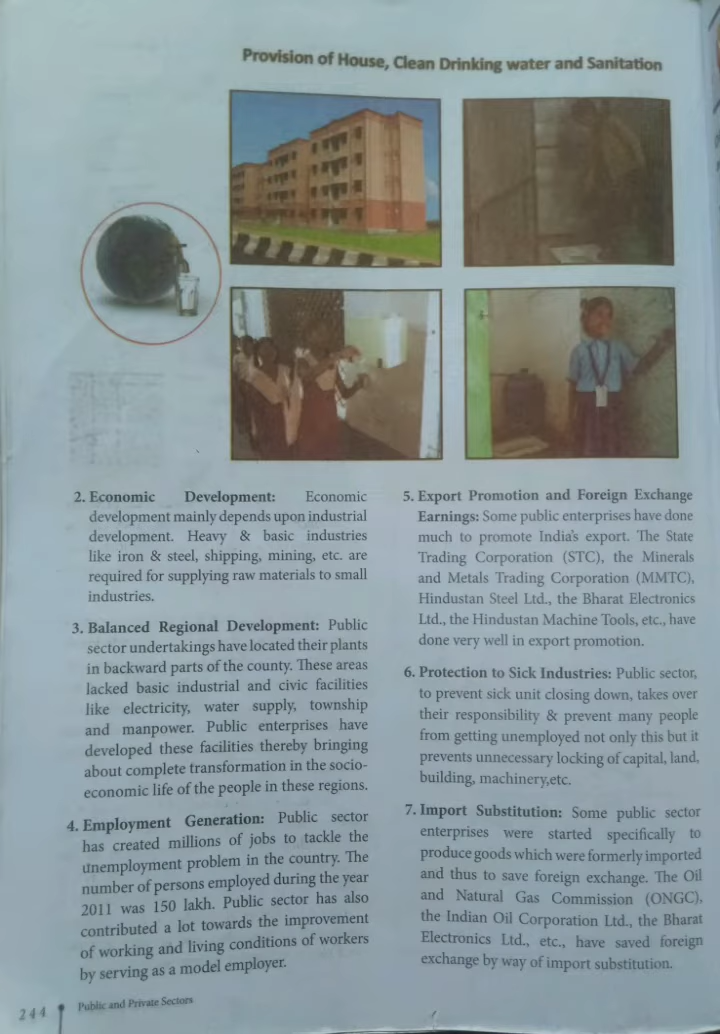 Provision of House, Clean Drinking water and Sanitation
2. Economic Development: Economic
development mainly depends upon industrial
development. Heavy & basic industries
like iron & steel, shipping, mining, etc. are
required for supplying raw materials to small
industries.
3. Balanced Regional Development: Public
sector undertakings have located their plants
in backward parts of the county. These areas
lacked basic industrial and civic facilities
like electricity, water supply, township
and manpower. Public enterprises have
developed these facilities thereby bringing
about complete transformation in the socio-
economic life of the people in these regions.
4. Employment Generation: Public sector
has created millions of jobs to tackle the
unemployment problem in the country. The
number of persons employed during the year
2011 was 150 lakh. Public sector has also
contributed a lot towards the improvement
of working and living conditions of workers
by serving as a model employer.
5. Export Promotion and Foreign Exchange
Earnings: Some public enterprises have done
much to promote India's export. The State
Trading Corporation (STC), the Minerals
and Metals Trading Corporation (MMTC),
Hindustan Steel Ltd., the Bharat Electronics
Ltd., the Hindustan Machine Tools, etc., have
done very well in export promotion.
6. Protection to Sick Industries: Public sector,
to prevent sick unit closing down, takes over
their responsibility & prevent many people
from getting unemployed not only this but it
prevents unnecessary locking of capital, land,
building, machinery,etc.
7. Import Substitution: Some public sector
enterprises were started specifically to
produce goods which were formerly imported
and thus to save foreign exchange. The Oil
and Natural Gas Commission (ONGC),
the Indian Oil Corporation Ltd., the Bharat
Electronics Ltd., etc., have saved foreign
exchange by way of import substitution.
244 Public and Private Sectors